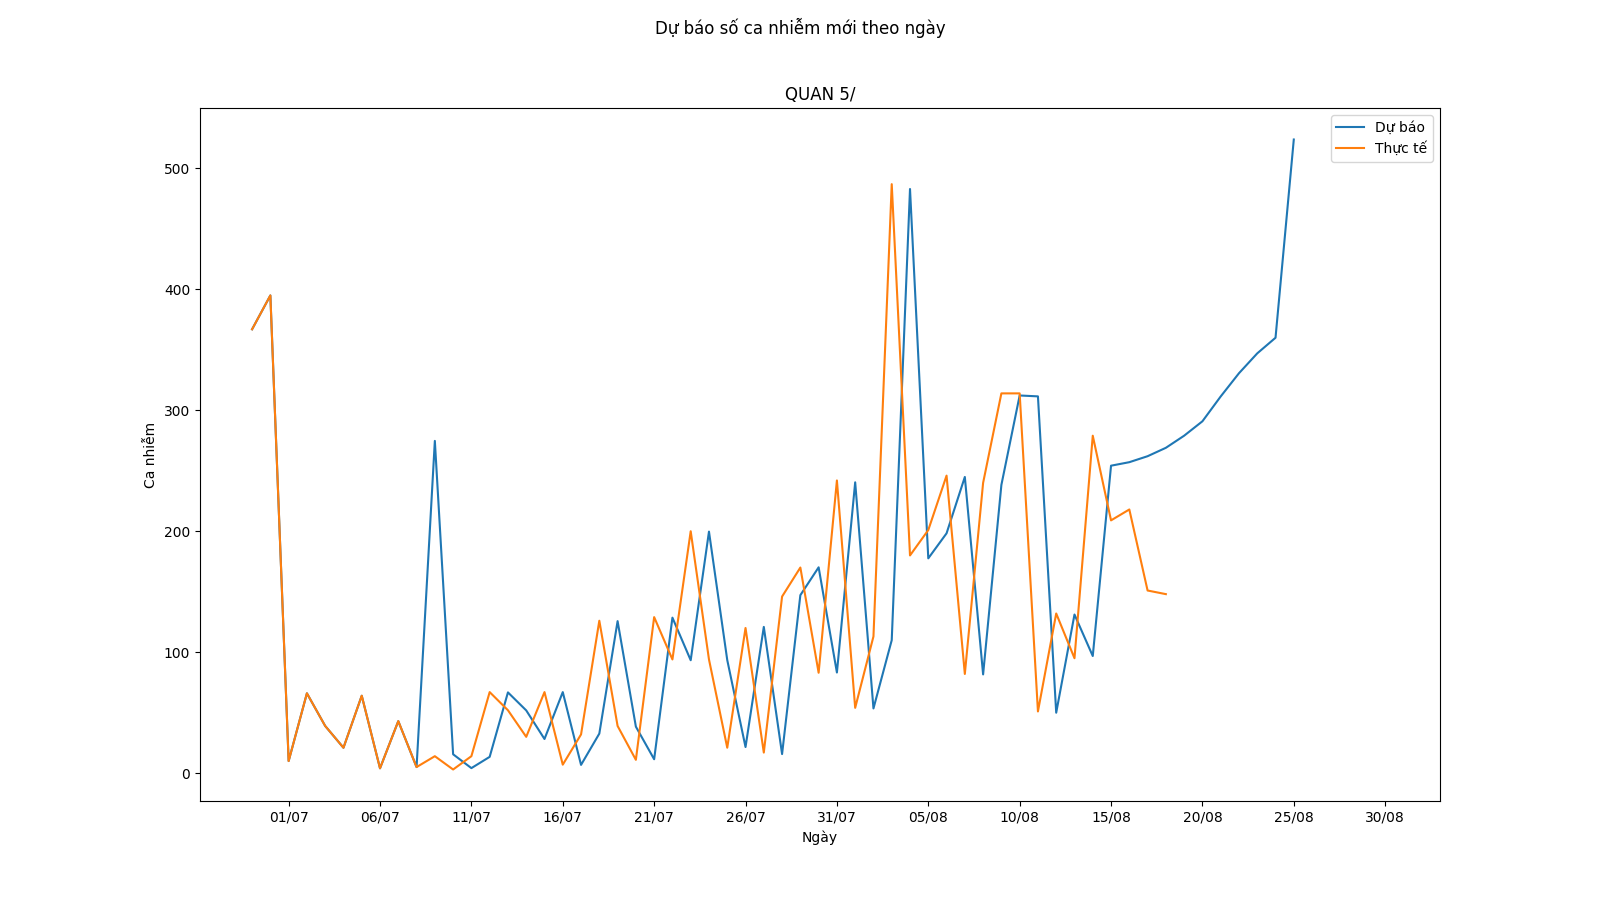 Dự báo số ca nhiễm mới theo ngày
QUAN 5/
Dự báo
Thực tế
500
400
300
200
100
0
Ca nhiễm
01/07 06/07 11/07 16/07 21/07 26/07 31/07 05/08 10/08 15/08 20/08 25/08 30/08
Ngày